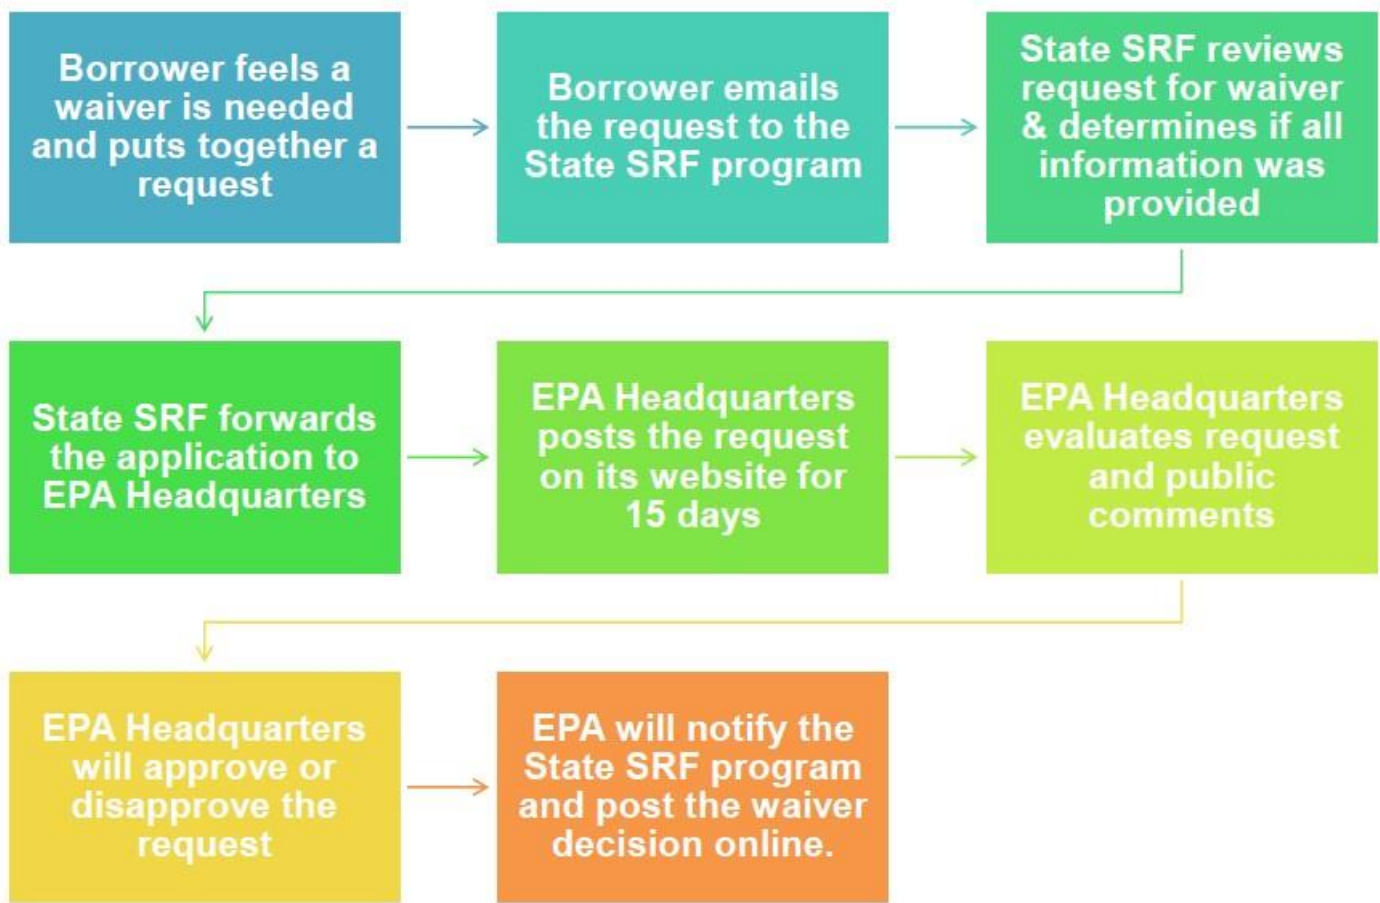 Borrower feels a
waiver is needed
and puts together a
request
Borrower emails
the request to the
State SRF program
State SRF reviews
request for waiver
& determines if all
information was
provided
State SRF forwards
the application to
EPA Headquarters
EPA Headquarters
posts the request
on its website for
15 days
EPA Headquarters
evaluates request
and public
comments
EPA Headquarters
will approve or
disapprove the
request
EPA will notify the
State SRF program
and post the waiver
decision online.